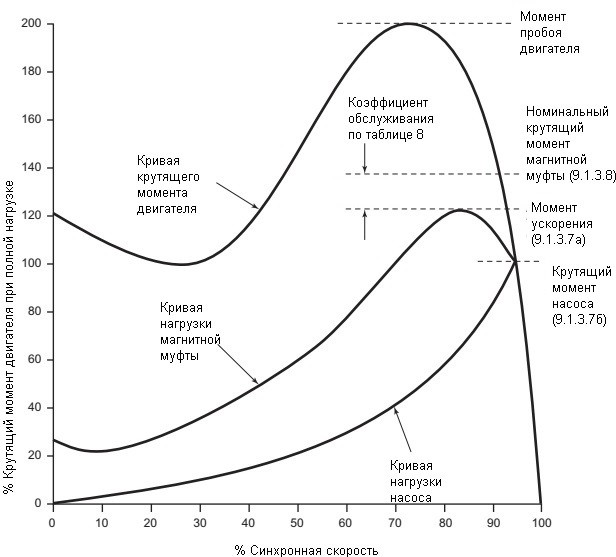 200
180
160
140
120
100
80
60
40
20
0
% Крутящий момент двигателя при полной нагрузке
Момент
пробоя
двигателя
Коэффициент
обслуживания
по таблице 8
Номинальный
крутящий
момент
магнитной
муфты (9.1.3.8)
Кривая
крутящего
момента
двигателя
Момент
ускорения
(9.1.3.7а)
Крутящий
момент
насоса
(9.1.3.7б)
Кривая
нагрузки
магнитной
муфты
Кривая
нагрузки
насоса
0 10 20 30 40 50 60 70 80 90 100
% Синхронная скорость